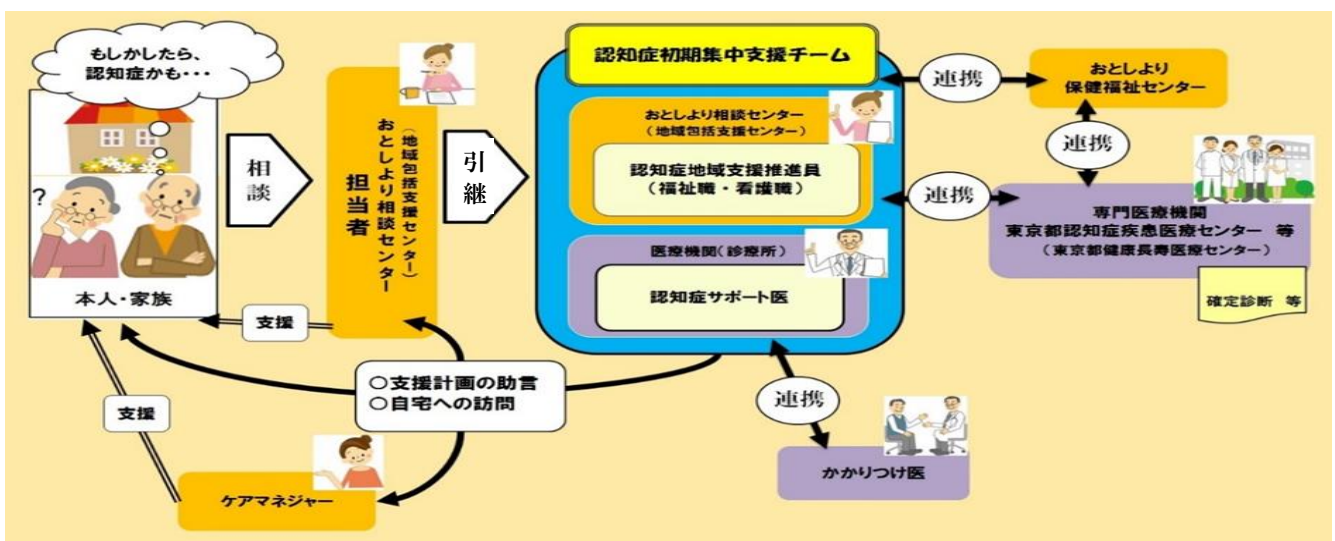 もしかしたら、
認知症かも・・・
?
本人・家族
相談
（地域包括支援センター）
おとしより相談センター
担当者
引継
認知症初期集中支援チーム
おとしより相談センター
（地域包括支援センター）
認知症地域支援推進員
（福祉職・看護職）
医療機関（診療所）
認知症サポート医
連携
おとしより
保健福祉センター
連携
連携
専門医療機関
東京都認知症疾患医療センター 等
（東京都健康長寿医療センター）
確定診断 等
支援
○支援計画の助言
○自宅への訪問
支援
ケアマネジャー
連携
かかりつけ医